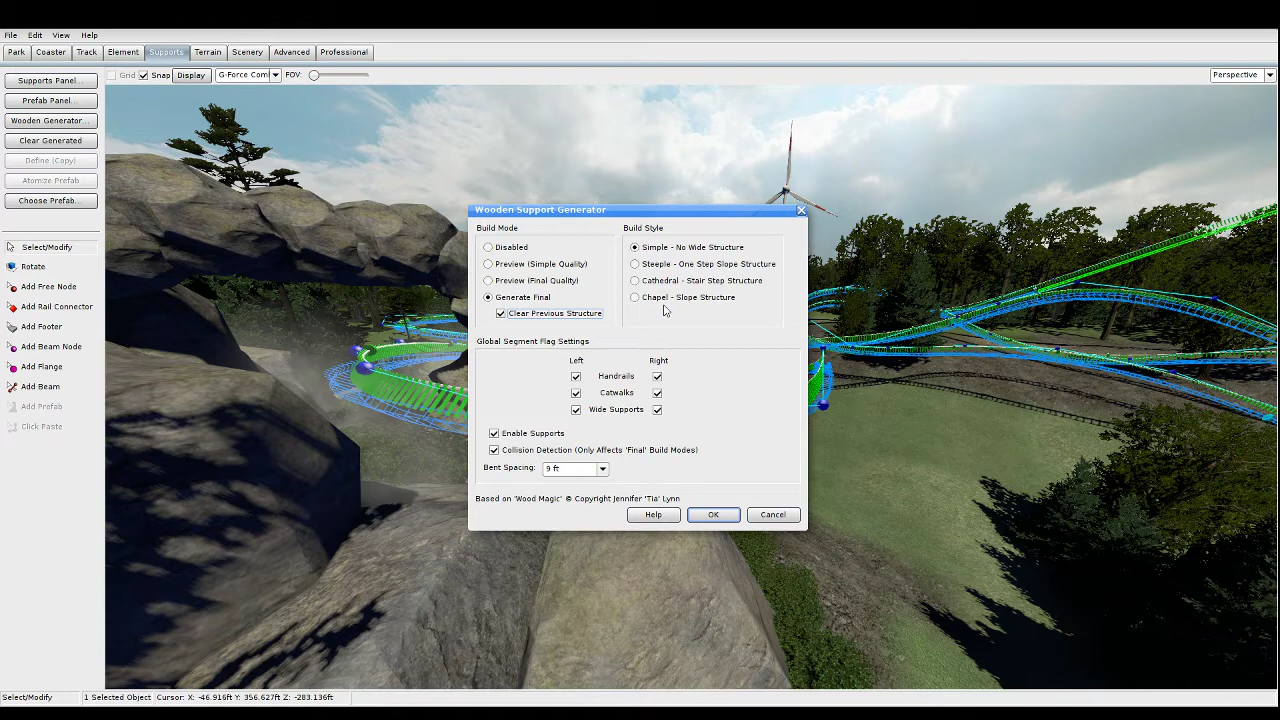 File Edit View Help
Park Coaster Track Element Supports Terrain Scenery Advanced Professional
Supports Panel... Grid Snap Display G-Force Com FOV: Perspective
Prefab Panel...
Wooden Generator...
Clear Generated
Define (Copy)
Atomize Prefab
Choose Prefab...
Select/Modify
Rotate
Add Free Node
Add Rail Connector
Add Footer
Add Beam Node
Add Flange
Add Beam
Add Prefab
Click Paste
Wooden Support Generator
Build Mode
Disabled
Preview (Simple Quality)
Preview (Final Quality)
Generate Final
Clear Previous Structure
Build Style
Simple - No Wide Structure
Steeple - One Step Slope Structure
Cathedral - Stair Step Structure
Chapel - Slope Structure
Global Segment Flag Settings
Left Right
Handrails
Catwalks
Wide Supports
Enable Supports
Collision Detection (Only Affects 'Final' Build Modes)
Bent Spacing: 9 ft
Based on 'Wood Magic' © Copyright Jennifer 'Tia' Lynn
Help OK Cancel
Select/Modify 1 Selected Object Cursor: X: -46.916ft Y: 356.627ft Z: -283.136ft